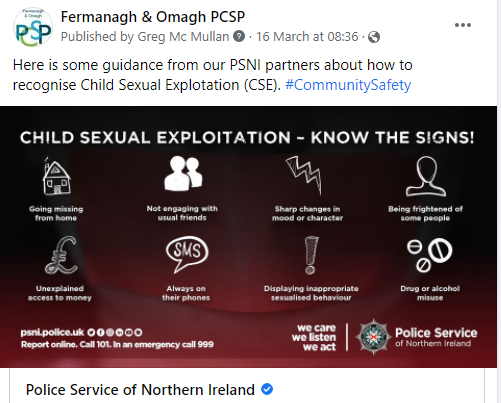 Fermanagh & Omagh PCSP
Published by Greg Mc Mullan · 16 March at 08:36 ·
Here is some guidance from our PSNI partners about how to
recognise Child Sexual Explotation (CSE). #CommunitySafety
CHILD SEXUAL EXPLOITATION - KNOW THE SIGNS!
Going missing
from home
Not engaging with
usual friends
Sharp changes in
mood or character
Being frightened of
some people
£
SMS
!
Unexplained
access to money
Always on
their phones
Displaying inappropriate
sexualised behaviour
Drug or alcohol
misuse
psni.police.uk
Report online. Call 101. In an emergency call 999
we care
we listen
we act
Police Service
of Northern Ireland
Police Service of Northern Ireland